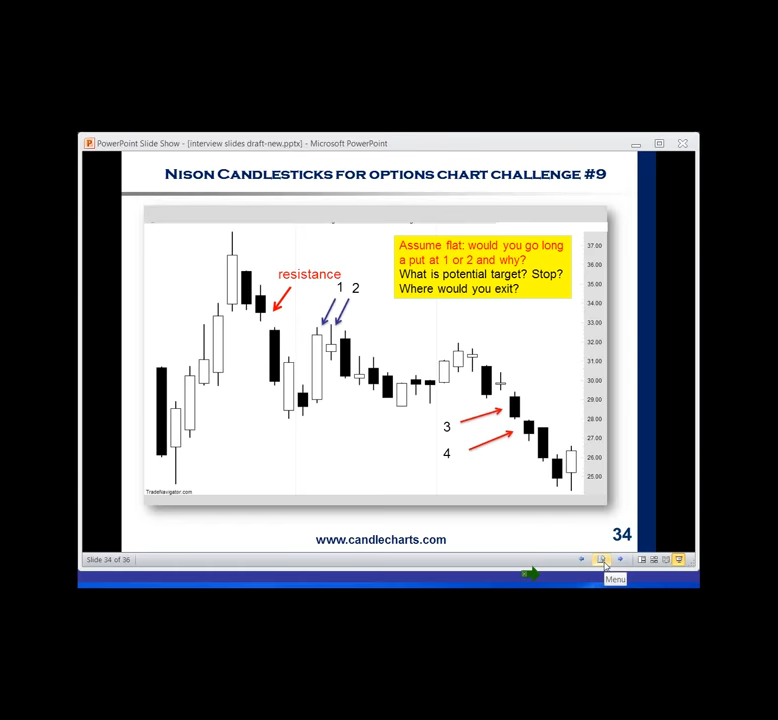 PowerPoint Slide Show - [interview slides draft-new.pptx] - Microsoft PowerPoint
NISON CANDLESTICKS FOR OPTIONS CHART CHALLENGE #9
Assume flat: would you go long
a put at 1 or 2 and why?
What is potential target? Stop?
Where would you exit?
resistance
1
2
3
4
37.00
36.00
35.00
34.00
33.00
32.00
31.00
30.00
29.00
28.00
27.00
26.00
25.00
TradeNavigator.com
www.candlecharts.com
34
Slide 34 of 36
Menu